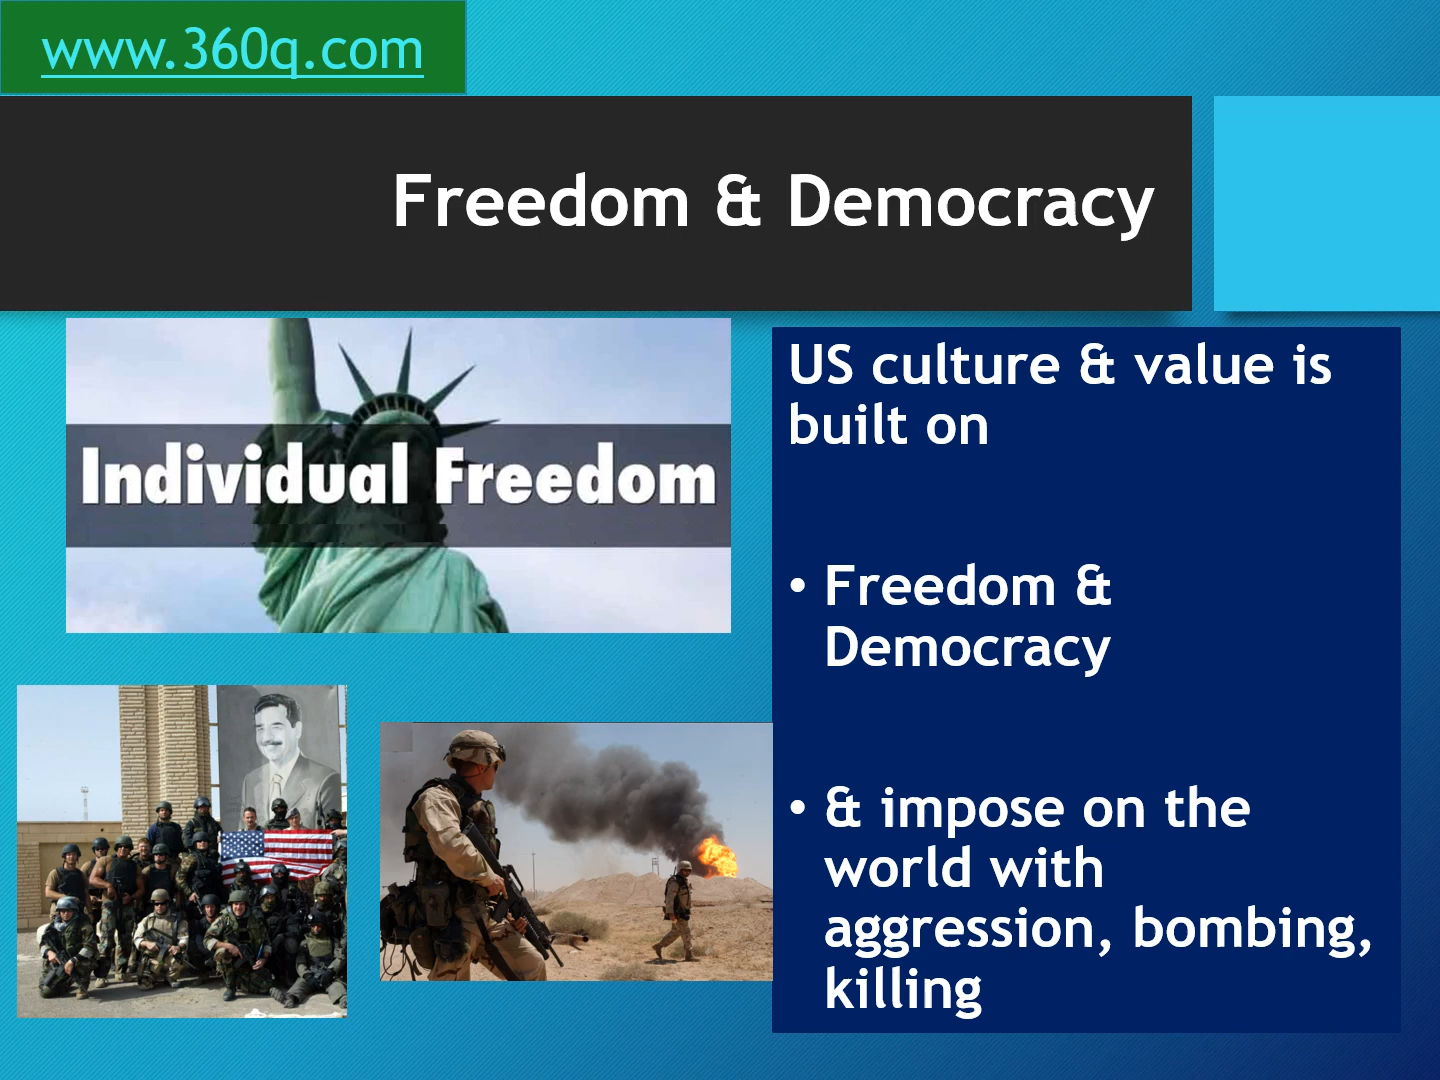 www.360q.com
Freedom & Democracy
Individual Freedom
US culture & value is
built on
• Freedom &
Democracy
• & impose on the
world with
aggression, bombing,
killing